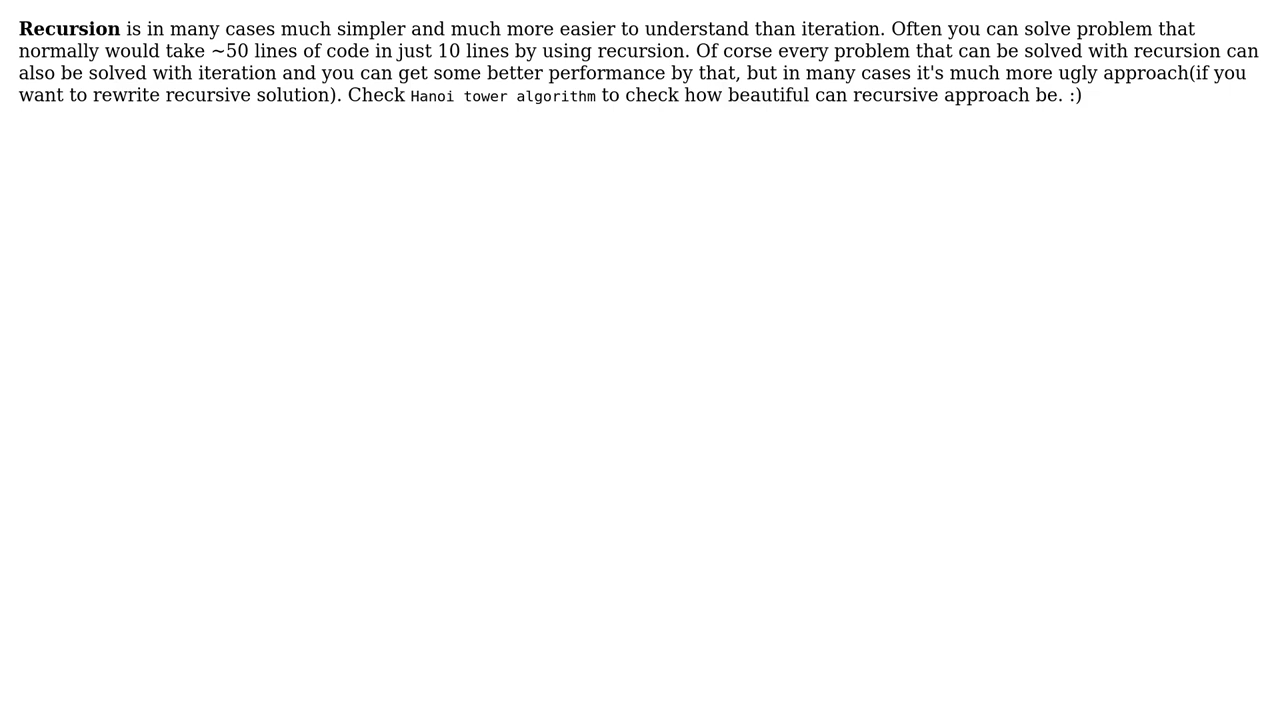 Recursion is in many cases much simpler and much more easier to understand than iteration. Often you can solve problem that
normally would take ~50 lines of code in just 10 lines by using recursion. Of corse every problem that can be solved with recursion can
also be solved with iteration and you can get some better performance by that, but in many cases it's much more ugly approach(if you
want to rewrite recursive solution). Check Hanoi tower algorithm to check how beautiful can recursive approach be. :)